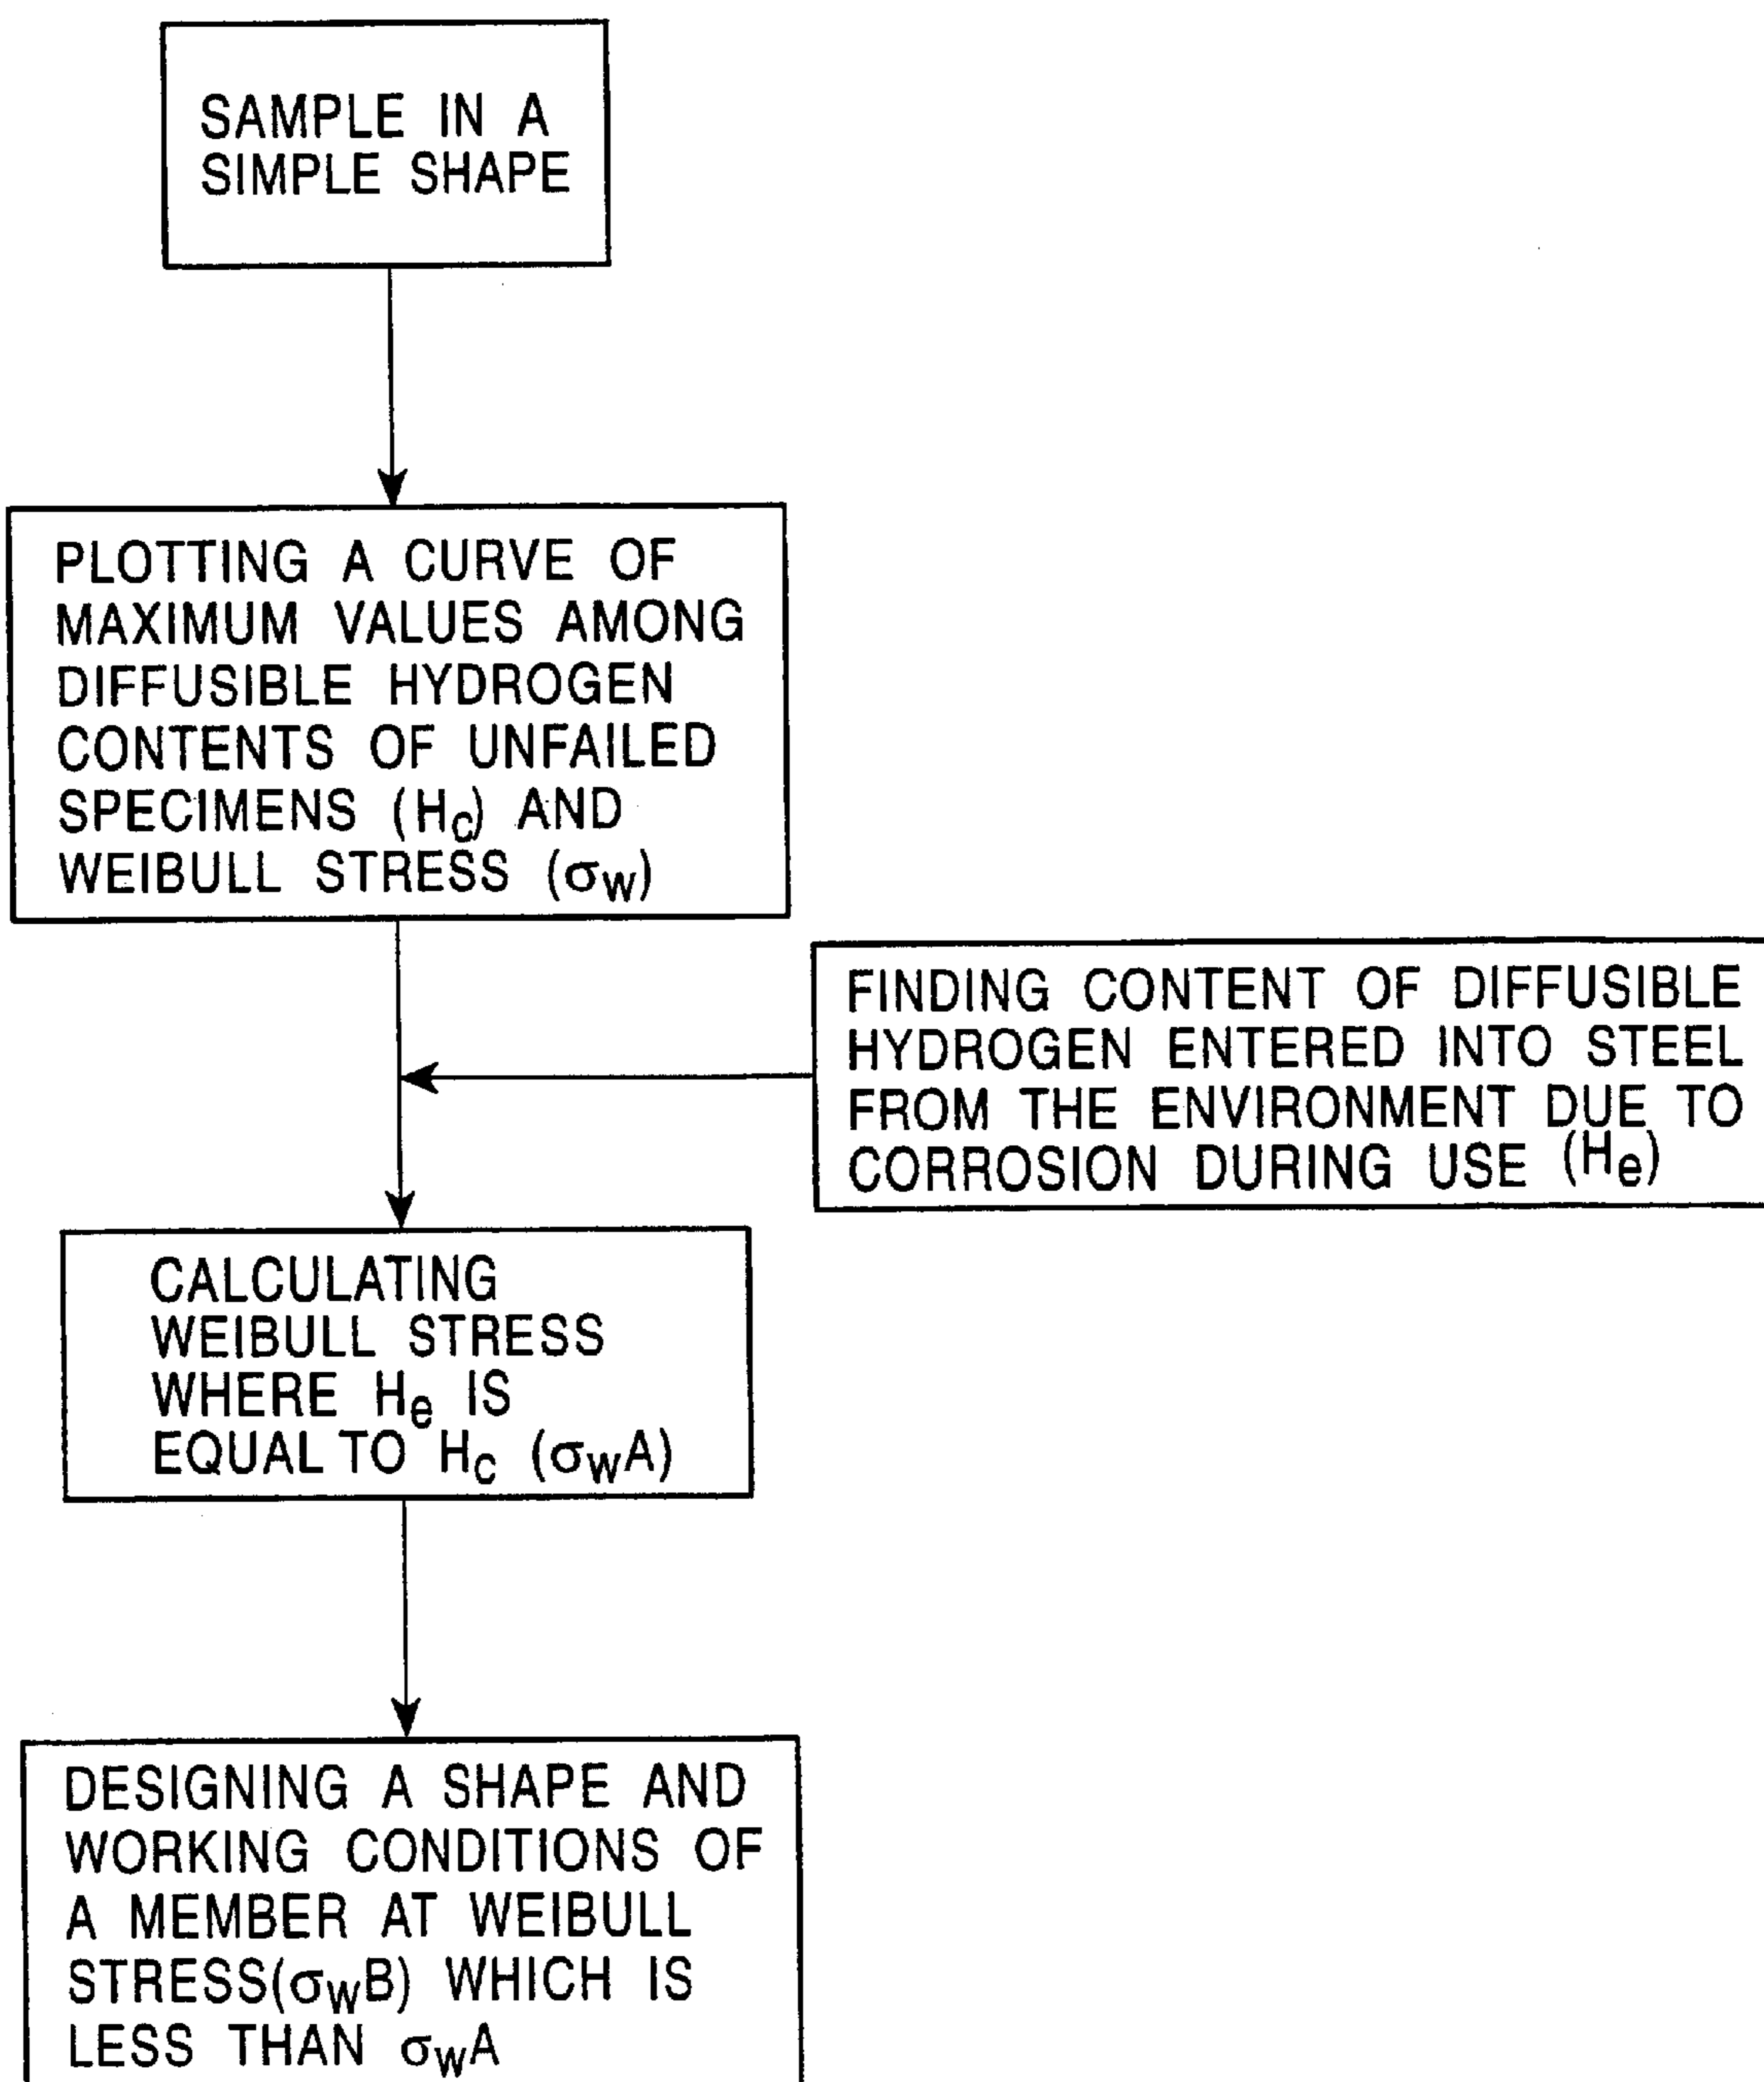 SAMPLE IN A
SIMPLE SHAPE
PLOTTING A CURVE OF
MAXIMUM VALUES AMONG
DIFFUSIBLE HYDROGEN
CONTENTS OF UNFAILED
SPECIMENS (Hc) AND
WEIBULL STRESS (σw)
FINDING CONTENT OF DIFFUSIBLE
HYDROGEN ENTERED INTO STEEL
FROM THE ENVIRONMENT DUE TO
CORROSION DURING USE (He)
CALCULATING
WEIBULL STRESS
WHERE He IS
EQUAL TO Hc (σwA)
DESIGNING A SHAPE AND
WORKING CONDITIONS OF
A MEMBER AT WEIBULL
STRESS(σwB) WHICH IS
LESS THAN σwA